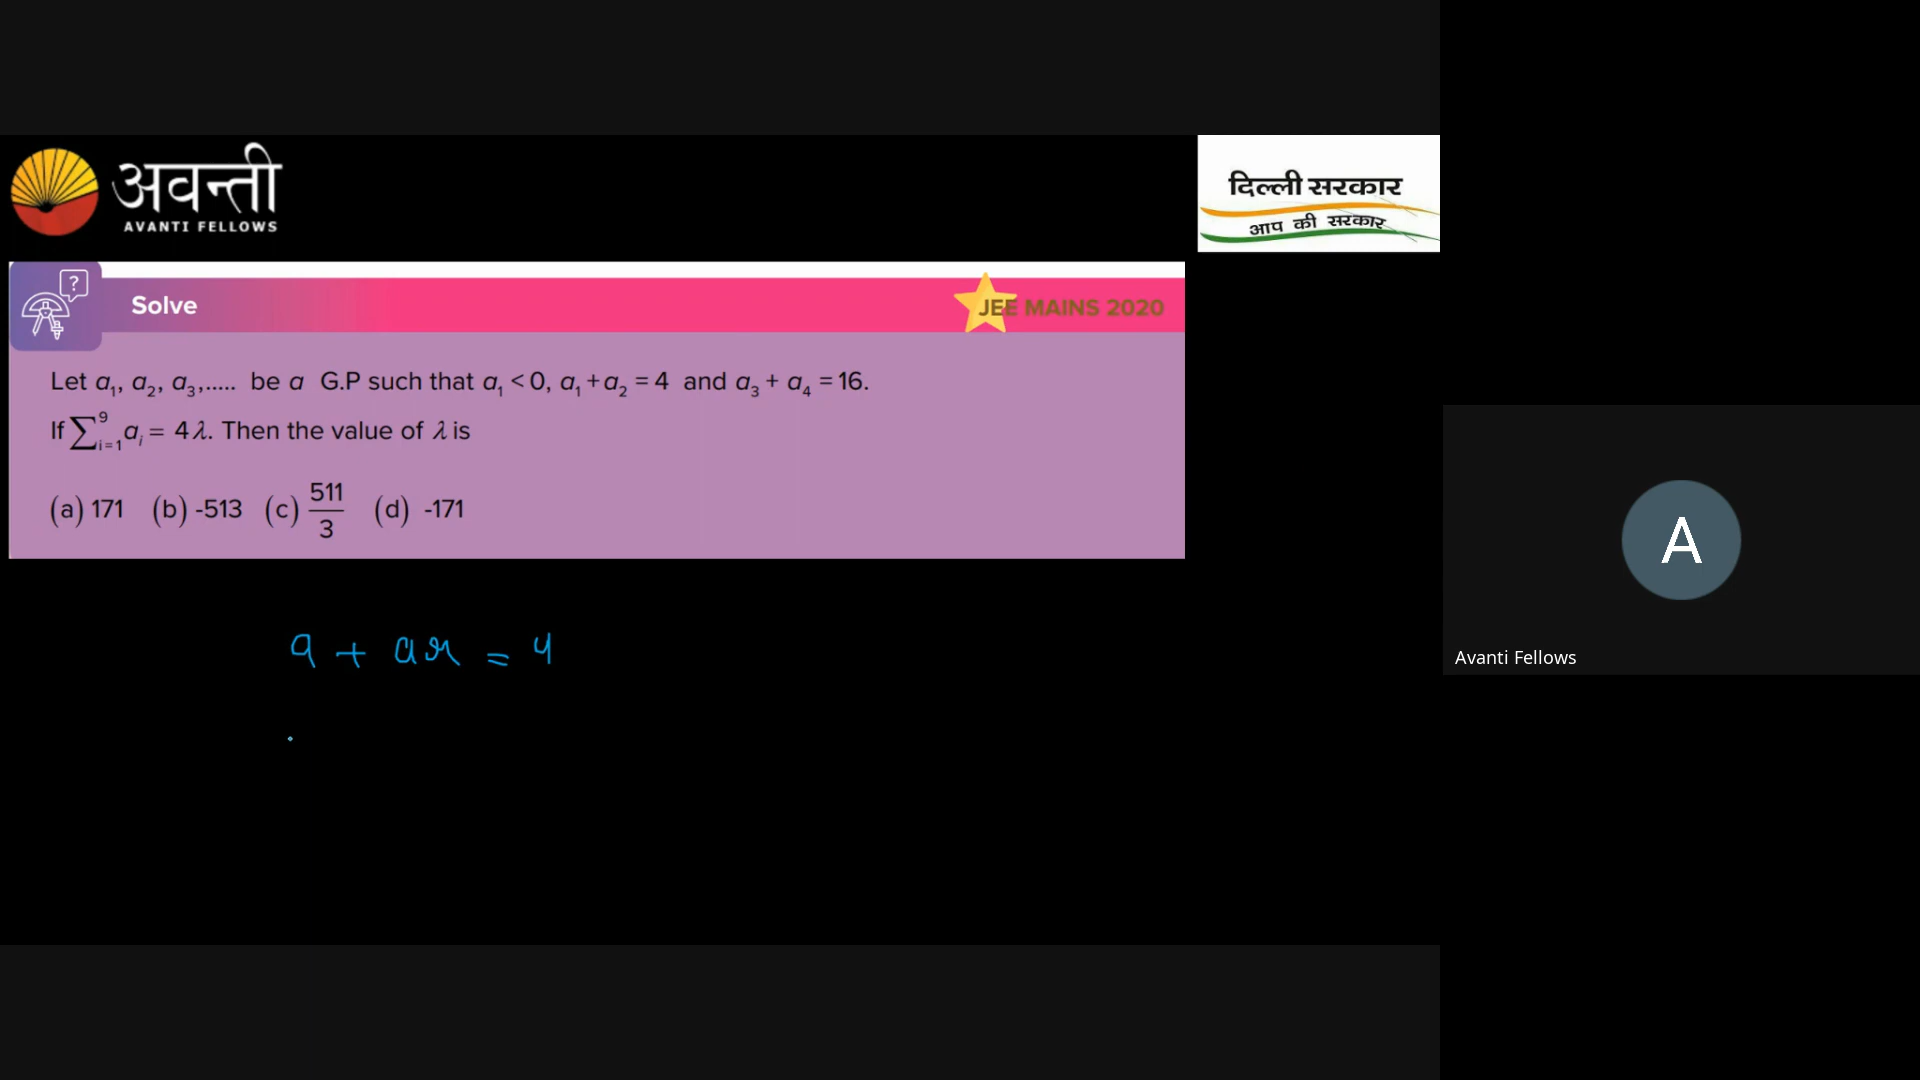 अवन्ती
AVANTI FELLOWS
दिल्ली सरकार
आप की सरकार
?
Solve
JEE MAINS 2020
Let a₁, a₂, a₃,..... be a G.P such that a₁ <0, a₁ +a₂ = 4 and a₃ + a₄ = 16.
If ∑⁹ᵢ₌₁ aᵢ = 4λ. Then the value of λ is
(a) 171 (b) -513 (c) 511/3 (d) -171
a + ar = 4
A
Avanti Fellows